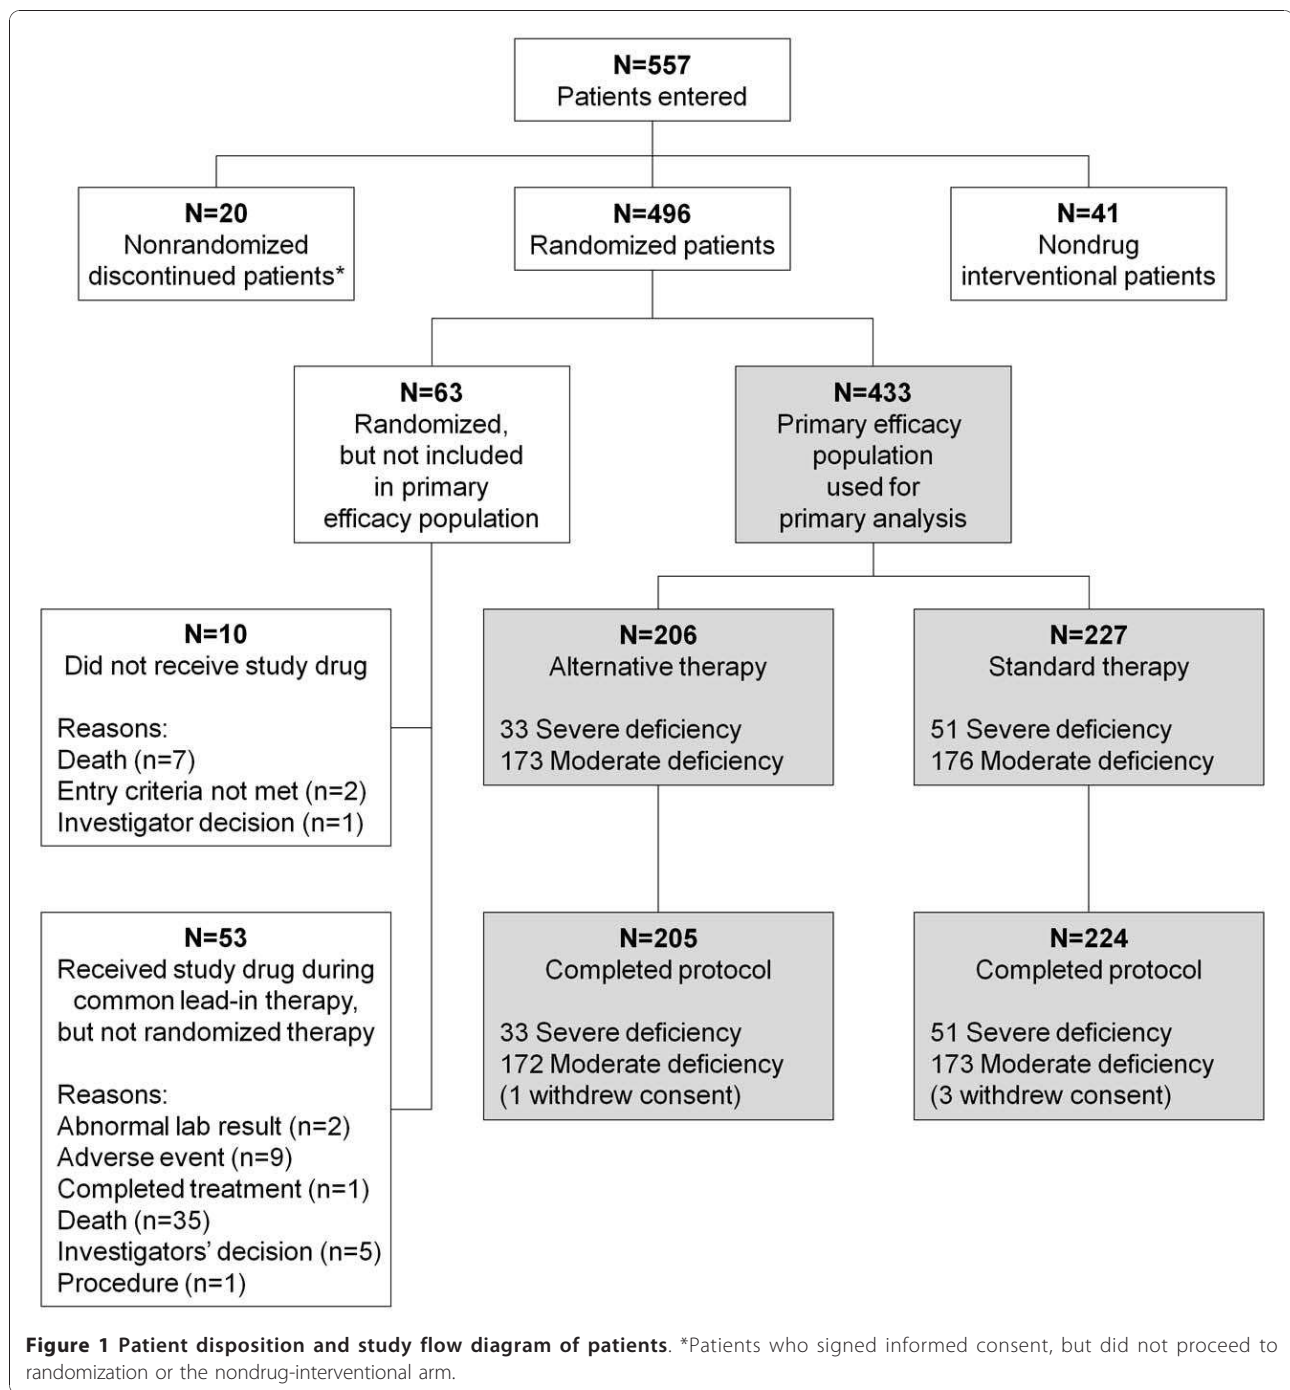 N=557
Patients entered
N=20
Nonrandomized
discontinued patients*
N=496
Randomized patients
N=41
Nondrug
interventional patients
N=63
Randomized,
but not included
in primary
efficacy population
N=433
Primary efficacy
population
used for
primary analysis
N=10
Did not receive study drug
Reasons:
Death (n=7)
Entry criteria not met (n=2)
Investigator decision (n=1)
N=206
Alternative therapy
33 Severe deficiency
173 Moderate deficiency
N=227
Standard therapy
51 Severe deficiency
176 Moderate deficiency
N=53
Received study drug during
common lead-in therapy,
but not randomized therapy
Reasons:
Abnormal lab result (n=2)
Adverse event (n=9)
Completed treatment (n=1)
Death (n=35)
Investigators' decision (n=5)
Procedure (n=1)
N=205
Completed protocol
33 Severe deficiency
172 Moderate deficiency
(1 withdrew consent)
N=224
Completed protocol
51 Severe deficiency
173 Moderate deficiency
(3 withdrew consent)
Figure 1 Patient disposition and study flow diagram of patients. *Patients who signed informed consent, but did not proceed to
randomization or the nondrug-interventional arm.